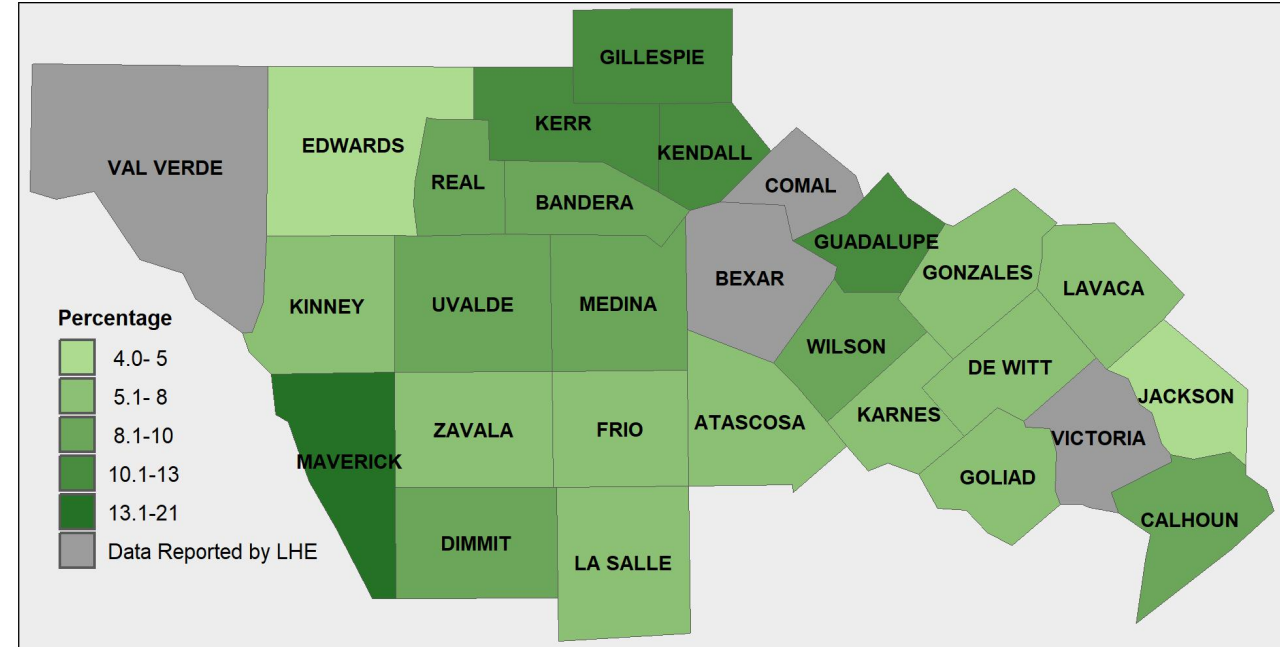 GILLESPIE
KERR
EDWARDS
KENDALL
VAL VERDE
REAL
COMAL
BANDERA
GUADALUPE
GONZALES
BEXAR
LAVACA
KINNEY
UVALDE
MEDINA
WILSON
DE WITT
JACKSON
KARNES
ATASCOSA
ZAVALA
FRIO
VICTORIA
MAVERICK
GOLIAD
CALHOUN
DIMMIT
LA SALLE
Percentage
4.0- 5
5.1- 8
8.1-10
10.1-13
13.1-21
Data Reported by LHE